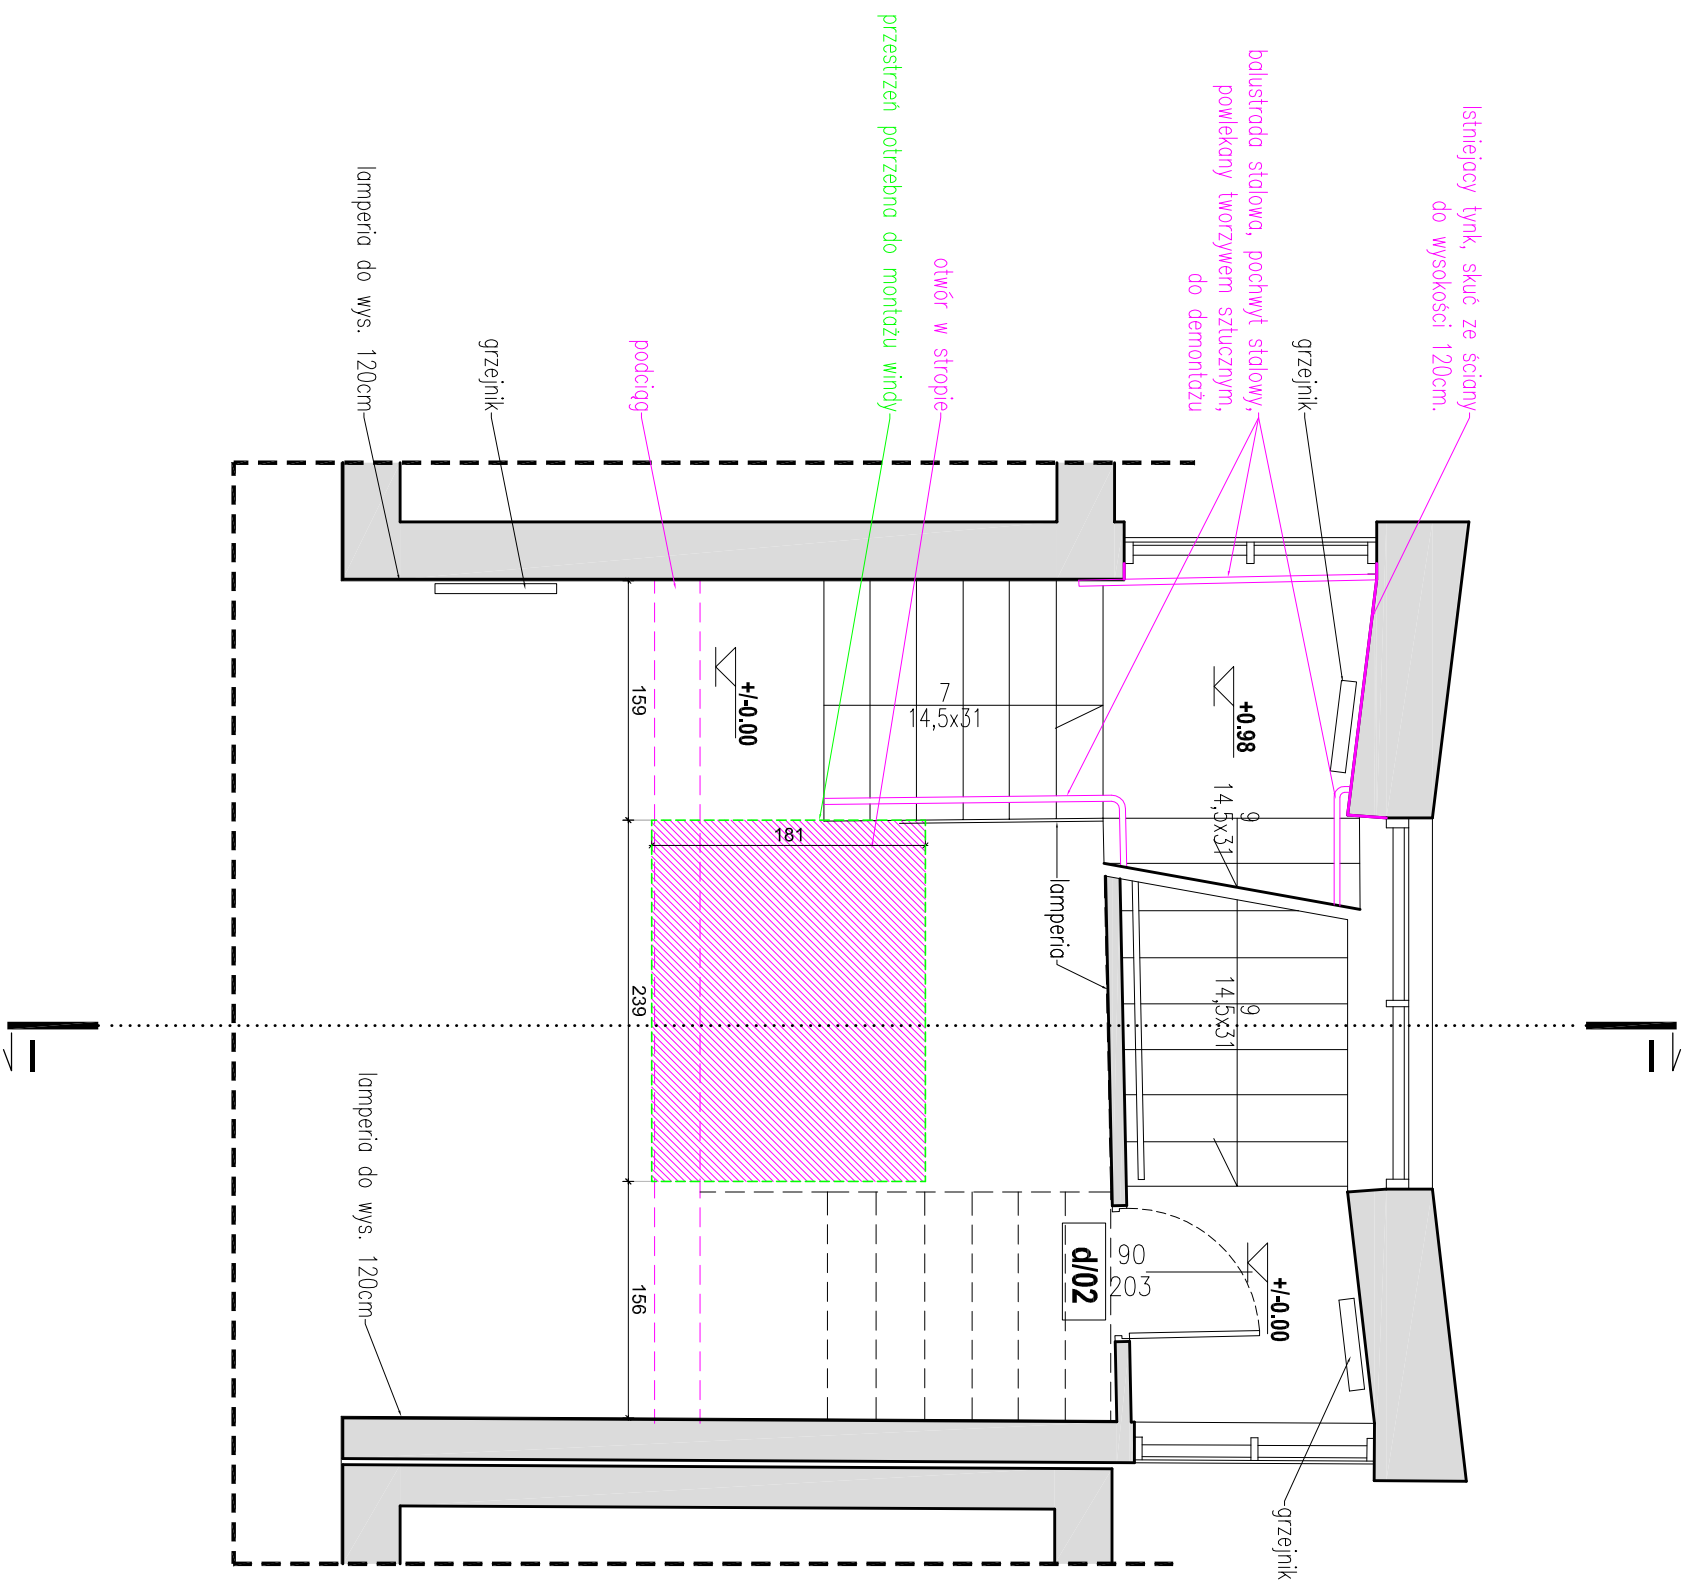 Istniejacy tynk, skuć ze ściany
do wysokości 120cm.
grzejnik
balustrada stalowa, pochwyt stalowy,
powlekany tworzywem sztucznym,
do demontażu
otwór w stropie
przestrzeń potrzebna do montażu windy
podciąg
grzejnik
lamperia do wys. 120cm
+0.98
9
14,5x31
9
14,5x31
+/-0.00
grzejnik
90
203
d/02
lamperia
7
14,5x31
181
+/-0.00
159
239
156
lamperia do wys. 120cm
I
I